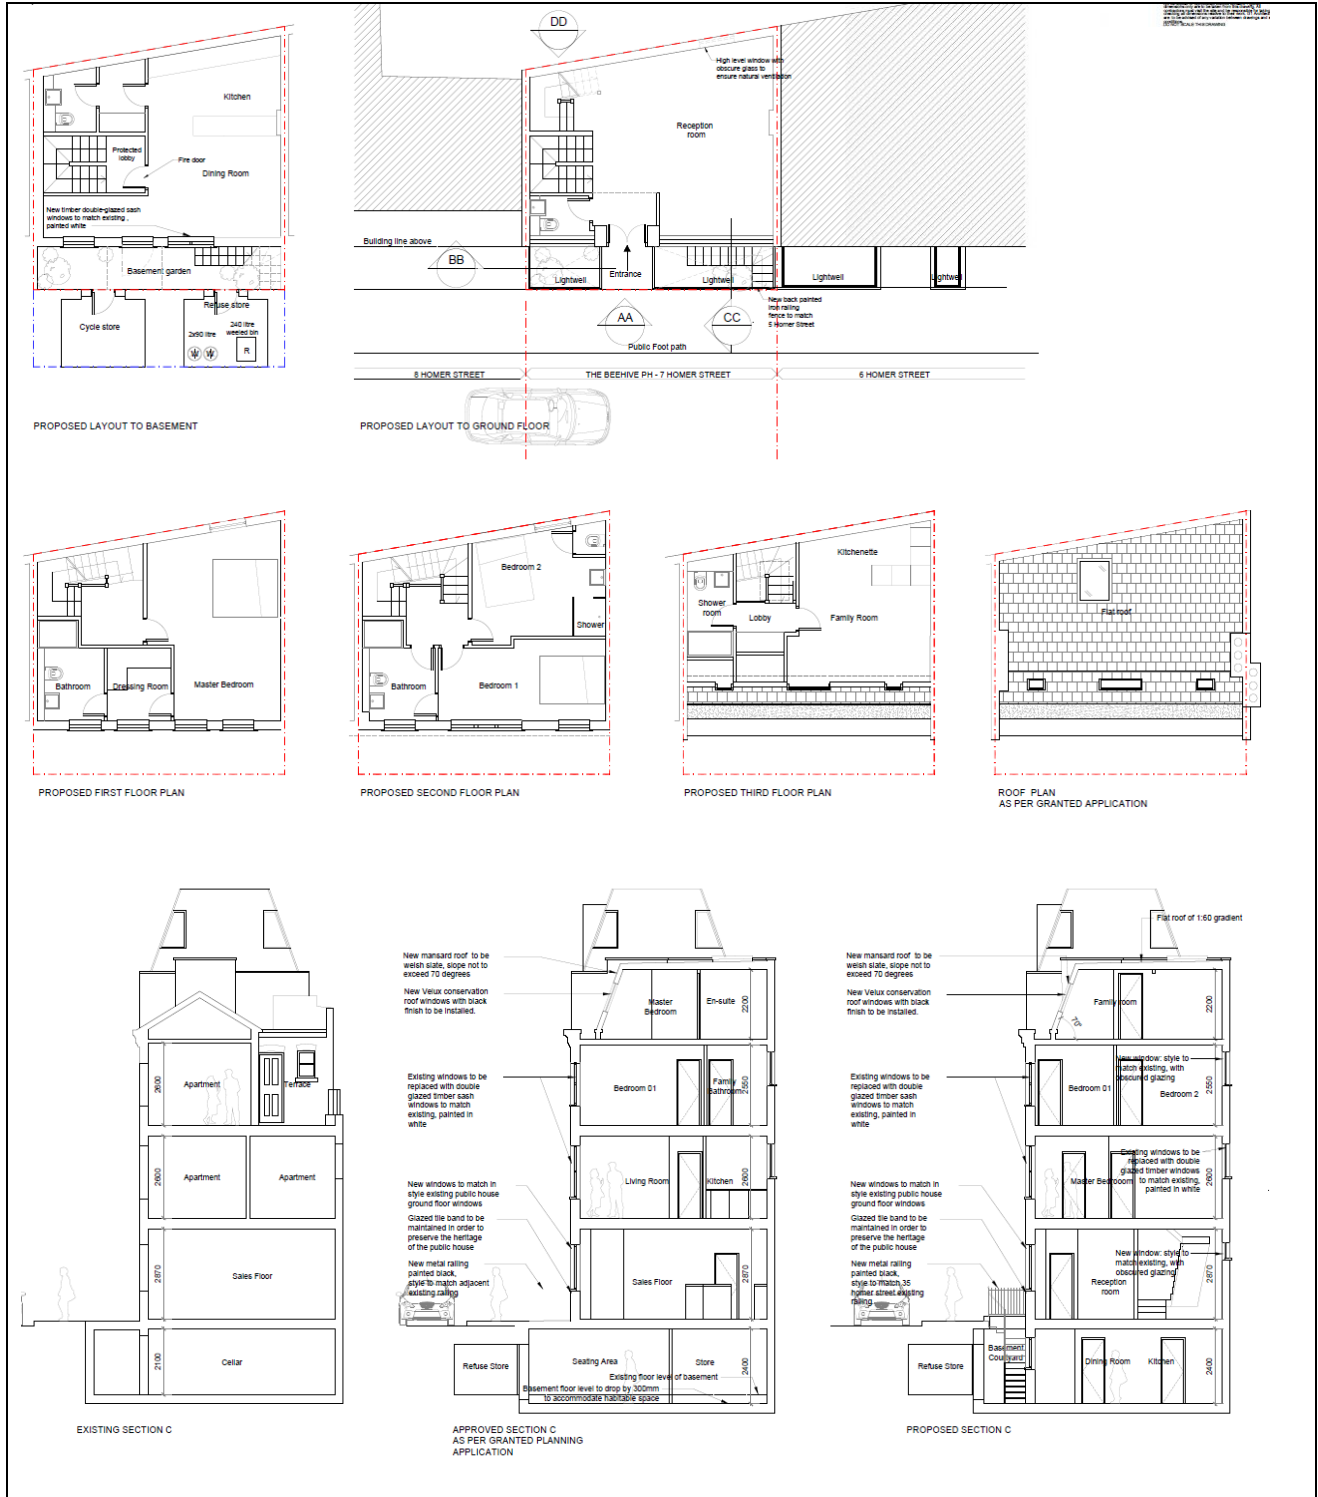 DO NOT SCALE THIS DRAWING
DD
High level window with
obscure glass to
ensure natural ventilation
Kitchen
Reception
room
Protected
lobby
Fire door
Dining Room
New timber double-glazed sash
windows to match existing ,
painted white
Building line above
BB
Basement garden
Lightwell
Entrance
Lightwell
Lightwell
Lightwell
New back painted
iron railing
fence to match
5 Homer Street
Cycle store
Refuse store
2x90 litre
240 litre
weeled bin
W W
R
AA
CC
Public Foot path
8 HOMER STREET
THE BEEHIVE PH - 7 HOMER STREET
6 HOMER STREET
PROPOSED LAYOUT TO BASEMENT
PROPOSED LAYOUT TO GROUND FLOOR
Bathroom
Dressing Room
Master Bedroom
Bedroom 2
Shower
Bathroom
Bedroom 1
Kitchenette
Shower
room
Lobby
Family Room
Flat roof
PROPOSED FIRST FLOOR PLAN
PROPOSED SECOND FLOOR PLAN
PROPOSED THIRD FLOOR PLAN
ROOF PLAN
AS PER GRANTED APPLICATION
Apartment
Terrace
2600
Apartment
Apartment
2600
Sales Floor
2870
Cellar
2100
EXISTING SECTION C
New mansard roof to be
welsh slate, slope not to
exceed 70 degrees
New Velux conservation
roof windows with black
finish to be installed.
Existing windows to be
replaced with double
glazed timber sash
windows to match
existing, painted in
white
New windows to match in
style existing public house
ground floor windows
Glazed tile band to be
maintained in order to
preserve the heritage
of the public house
New metal railing
painted black,
style to match adjacent
existing railing
Master
Bedroom
En-suite
2200
Bedroom 01
Family
Bathroom
2550
Living Room
Kitchen
2600
Sales Floor
2870
Refuse Store
Seating Area
Store
2400
Existing floor level of basement
Basement floor level to drop by 300mm
to accommodate habitable space
APPROVED SECTION C
AS PER GRANTED PLANNING
APPLICATION
Flat roof of 1:60 gradient
New mansard roof to be
welsh slate, slope not to
exceed 70 degrees
New Velux conservation
roof windows with black
finish to be installed.
Existing windows to be
replaced with double
glazed timber sash
windows to match
existing, painted in
white
New windows to match in
style existing public house
ground floor windows
Glazed tile band to be
maintained in order to
preserve the heritage
of the public house
New metal railing
painted black,
style to match 35
homer street existing
railing
Family room
70°
2200
New window: style to
match existing, with
obscured glazing
Bedroom 01
Bedroom 2
2550
Existing windows to be
replaced with double
glazed timber windows
to match existing,
painted in white
Master Bedrooom
2600
New window: style to
match existing, with
obscured glazing
Reception
room
2870
Refuse Store
Basement
Courtyard
Dining Room
Kitchen
2400
PROPOSED SECTION C